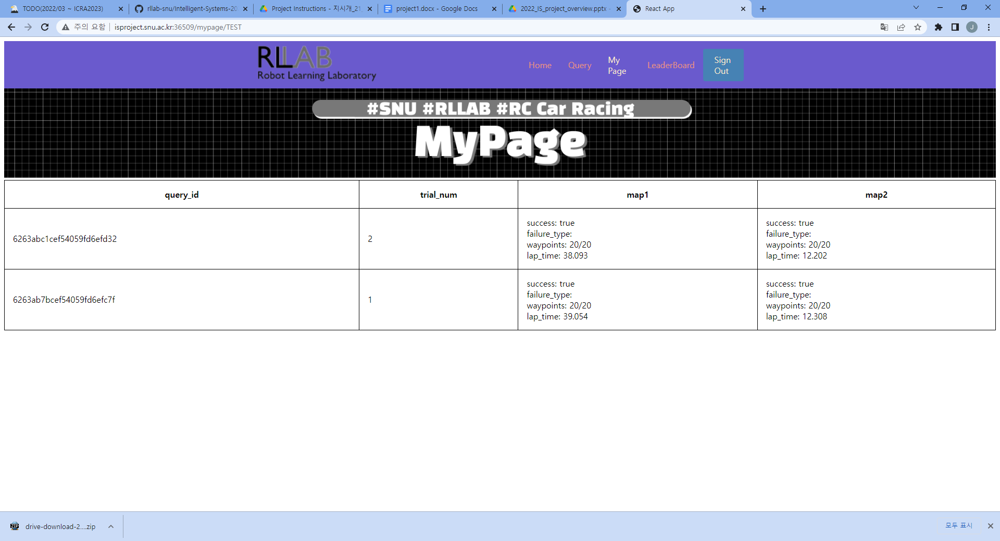 TODO(2022/03 ~ ICRA2023)
rllab-snu/Intelligent-Systems-20
Project Instructions - 지시개_21
project1.docx - Google Docs
2022_IS_project_overview.pptx -
React App
주의 요함
isproject.snu.ac.kr:36509/mypage/TEST
J
RLLAB
Robot Learning Laboratory
Home
Query
My
Page
LeaderBoard
Sign
Out
#SNU #RLLAB #RC Car Racing
MyPage
query_id
trial_num
map1
map2
6263abc1cef54059fd6efd32
2
success: true
failure_type:
waypoints: 20/20
lap_time: 38.093
success: true
failure_type:
waypoints: 20/20
lap_time: 12.202
6263ab7bcef54059fd6efc7f
1
success: true
failure_type:
waypoints: 20/20
lap_time: 39.054
success: true
failure_type:
waypoints: 20/20
lap_time: 12.308
ZIP
drive-download-2....zip
모두 표시